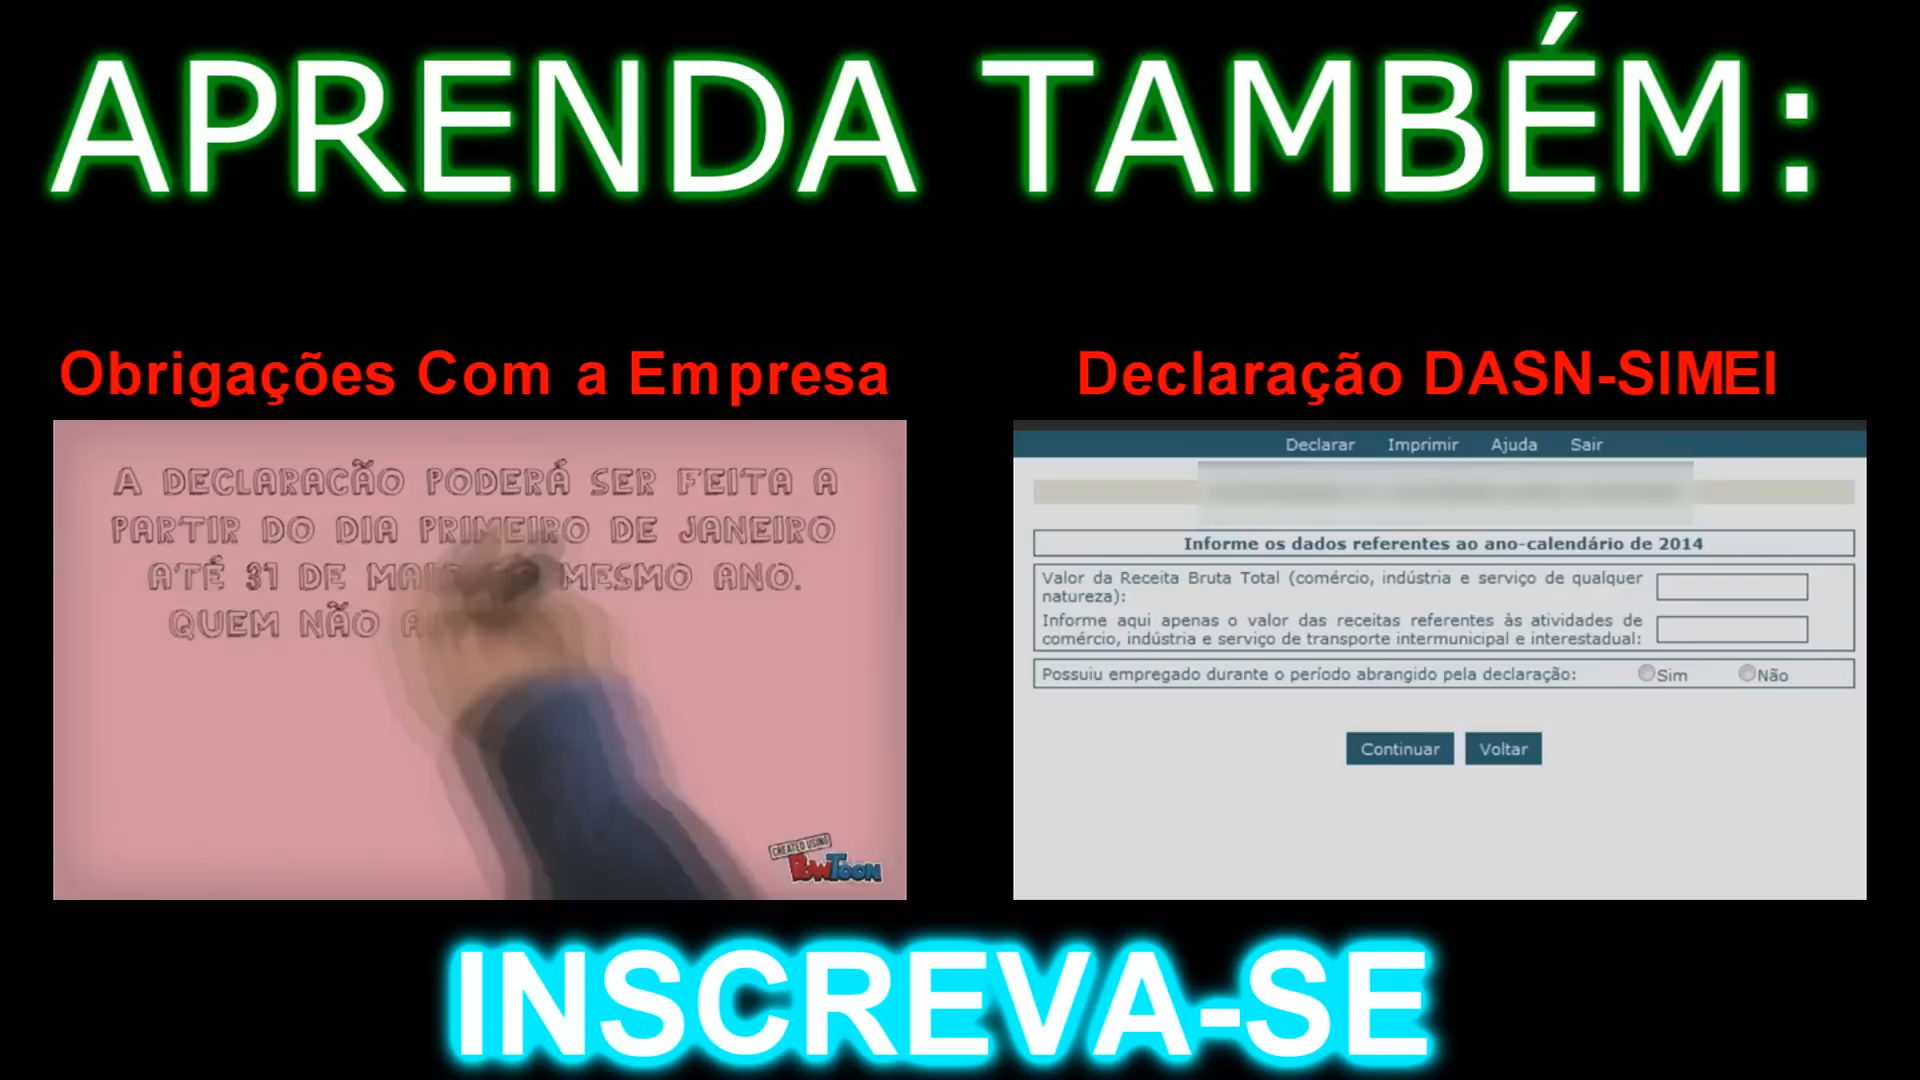 APRENDA TAMBÉM:
Obrigações Com a Empresa
A DECLARACÃO PODERÁ SER FEITA A
PARTIR DO DIA PRIMEIRO DE JANEIRO
ATÉ 31 DE MESMO ANO.
QUEM NÃO
CREATED USING
POWTOON
Declaração DASN-SIMEI
Declarar Imprimir Ajuda Sair
Informe os dados referentes ao ano-calendário de 2014
Valor da Receita Bruta Total (comércio, indústria e serviço de qualquer
natureza):
Informe aqui apenas o valor das receitas referentes às atividades de
comércio, indústria e serviço de transporte intermunicipal e interestadual:
Possuiu empregado durante o período abrangido pela declaração: Sim Não
Continuar Voltar
INSCREVA-SE